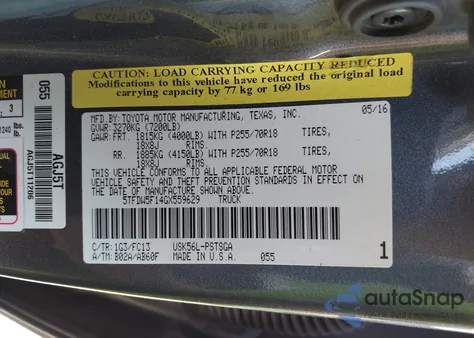 CAUTION: LOAD CARRYING CAPACITY REDUCED
Modifications to this vehicle have reduced the original load
carrying capacity by 77 kg or 169 lbs
MFD.BY:TOYOTA MOTOR MANUFACTURING, TEXAS, INC. 05/16
GVWR: 3270KG (7200LB)
GAWR: FRT. 1815KG (4000LB) WITH P255/70R18 TIRES,
18X8J RIMS
RR. 1885KG (4150LB) WITH P255/70R18 TIRES,
18X8J RIMS
THIS VEHICLE CONFORMS TO ALL APPLICABLE FEDERAL MOTOR
VEHICLE SAFETY AND THEFT PREVENTION STANDARDS IN EFFECT ON
THE DATE OF MANUFACTURE SHOWN ABOVE.
5TFDW5F14GX559629 TRUCK
C/TR: 1G3/FC13 USK56L-PSTSGA
A/TM: B02A/AB60F MADE IN U.S.A. 055 1
055
AGJ5T
AGJ5T11Z06
3
1240 lbs.
autoSnap